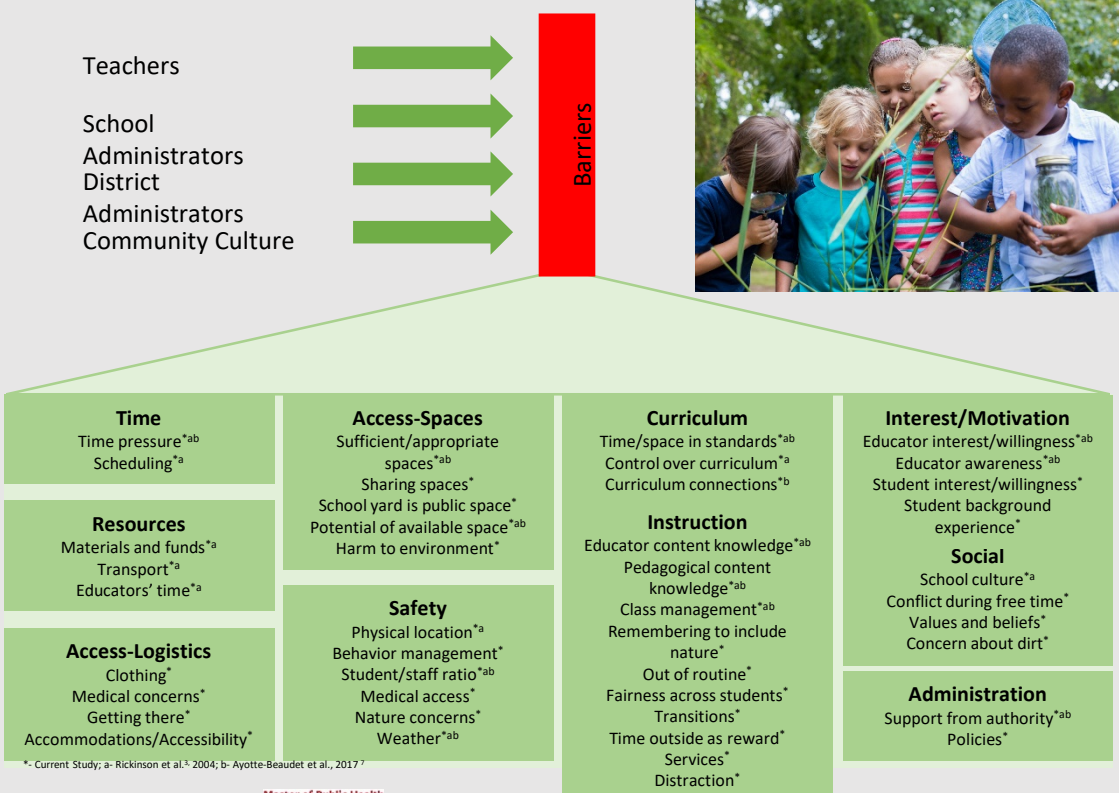 Teachers
School
Administrators
District
Administrators
Community Culture
Barriers
Time
Time pressure*ab
Scheduling*a
Resources
Materials and funds*a
Transport*a
Educators’ time*a
Access-Logistics
Clothing*
Medical concerns*
Getting there*
Accommodations/Accessibility*
Access-Spaces
Sufficient/appropriate
spaces*ab
Sharing spaces*
School yard is public space*
Potential of available space*ab
Harm to environment*
Safety
Physical location*a
Behavior management*
Student/staff ratio*ab
Medical access*
Nature concerns*
Weather*ab
Curriculum
Time/space in standards*ab
Control over curriculum*a
Curriculum connections*b
Instruction
Educator content knowledge*ab
Pedagogical content
knowledge*ab
Class management*ab
Remembering to include
nature*
Out of routine*
Fairness across students*
Transitions*
Time outside as reward*
Services*
Distraction*
Interest/Motivation
Educator interest/willingness*ab
Educator awareness*ab
Student interest/willingness*
Student background
experience*
Social
School culture*a
Conflict during free time*
Values and beliefs*
Concern about dirt*
Administration
Support from authority*ab
Policies*
*- Current Study; a- Rickinson et al.3, 2004; b- Ayotte-Beaudet et al., 2017 7
Master of Public Health